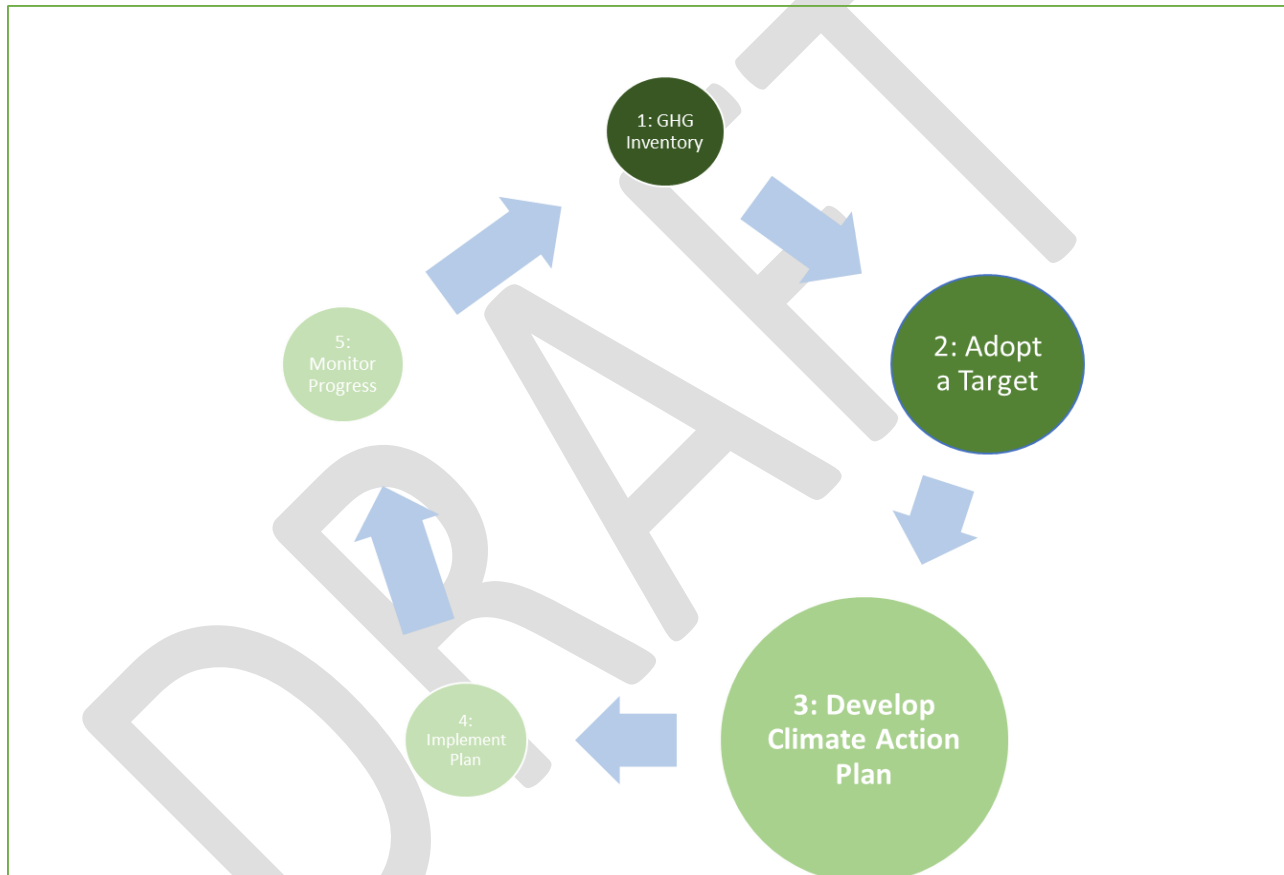 1: GHG
Inventory
2: Adopt
a Target
3: Develop
Climate Action
Plan
4:
Implement
Plan
5:
Monitor
Progress
DRAFT